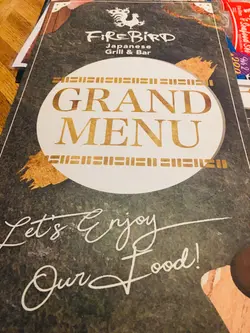 FIREBIRD
Japanese
Grill & Bar
GRAND
MENU
Let's Enjoy
Our Food!